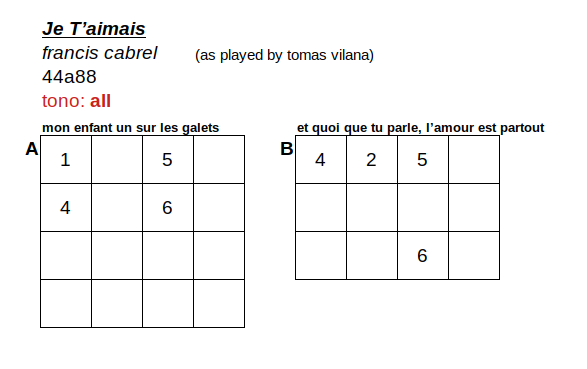 Je T’aimais
francis cabrel (as played by tomas vilana)
44a88
tono: all
mon enfant un sur les galets
A
1 5
4 6
et quoi que tu parle, l’amour est partout
B
4 2 5
6